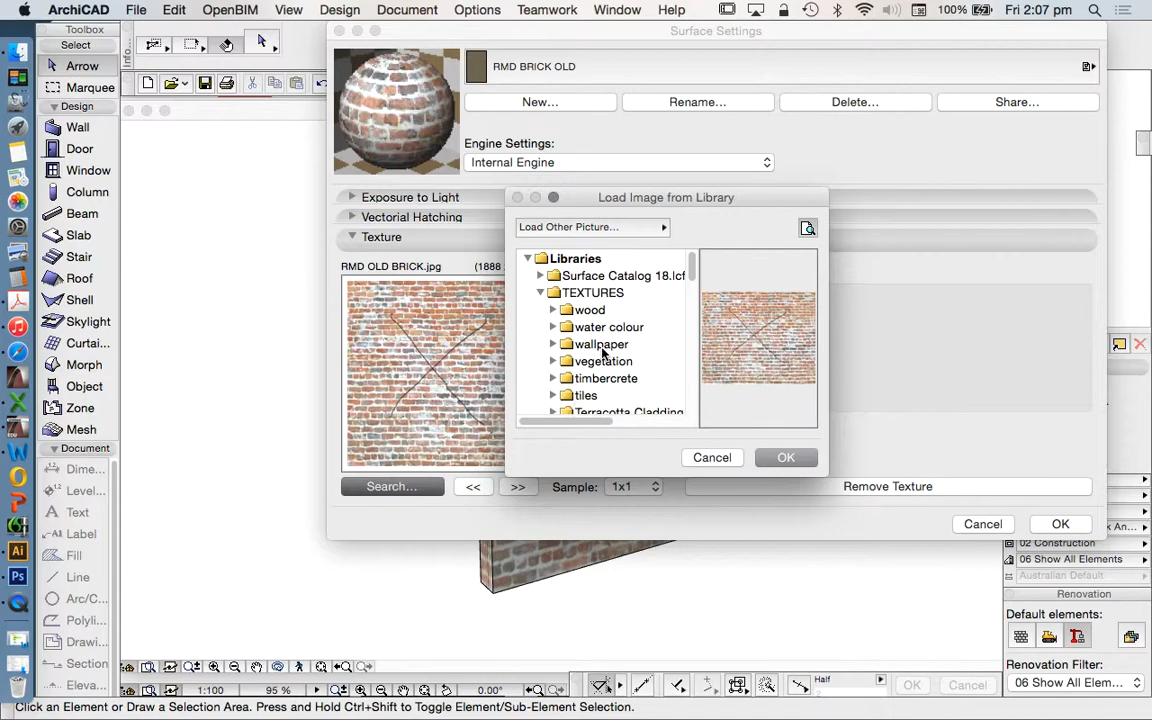 ArchiCAD File Edit OpenBIM View Design Document Options Teamwork Window Help 100% Fri 2:07 pm
Toolbox
Select
Arrow
Marquee
Design
Wall
Door
Window
Column
Beam
Slab
Stair
Roof
Shell
Skylight
Curtai...
Morph
Object
Zone
Mesh
Document
Dime...
Level...
Text
Label
Fill
Line
Arc/C...
Polyli...
Drawi...
Section
Eleva...
Info...
Surface Settings
RMD BRICK OLD
New... Rename... Delete... Share...
Engine Settings:
Internal Engine
Exposure to Light
Vectorial Hatching
Texture
RMD OLD BRICK.jpg (1888
Search... << >> Sample: 1x1 Remove Texture
Cancel OK
Load Image from Library
Load Other Picture...
Libraries
Surface Catalog 18.lcf
TEXTURES
wood
water colour
wallpaper
vegetation
timbercrete
tiles
Terracotta Cladding
Cancel OK
k An...
02 Construction
06 Show All Elements
Australian Default
Renovation
Default elements:
Renovation Filter:
06 Show All Elem...
1:100 95 % 0.00°
Half
2
OK Cancel
Click an Element or Draw a Selection Area. Press and Hold Ctrl+Shift to Toggle Element/Sub-Element Selection.